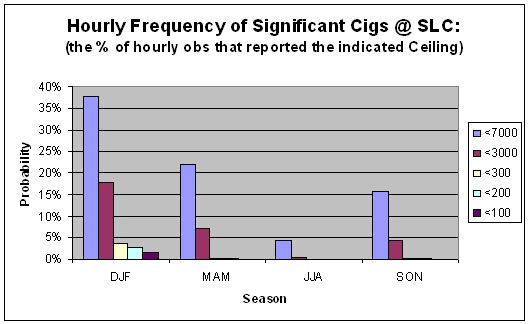 Hourly Frequency of Significant Cigs @ SLC:
(the % of hourly obs that reported the indicated Ceiling)
40%
35%
30%
25%
20%
15%
10%
5%
0%
Probability
DJF MAM JJA SON
Season
<7000
<3000
<300
<200
<100